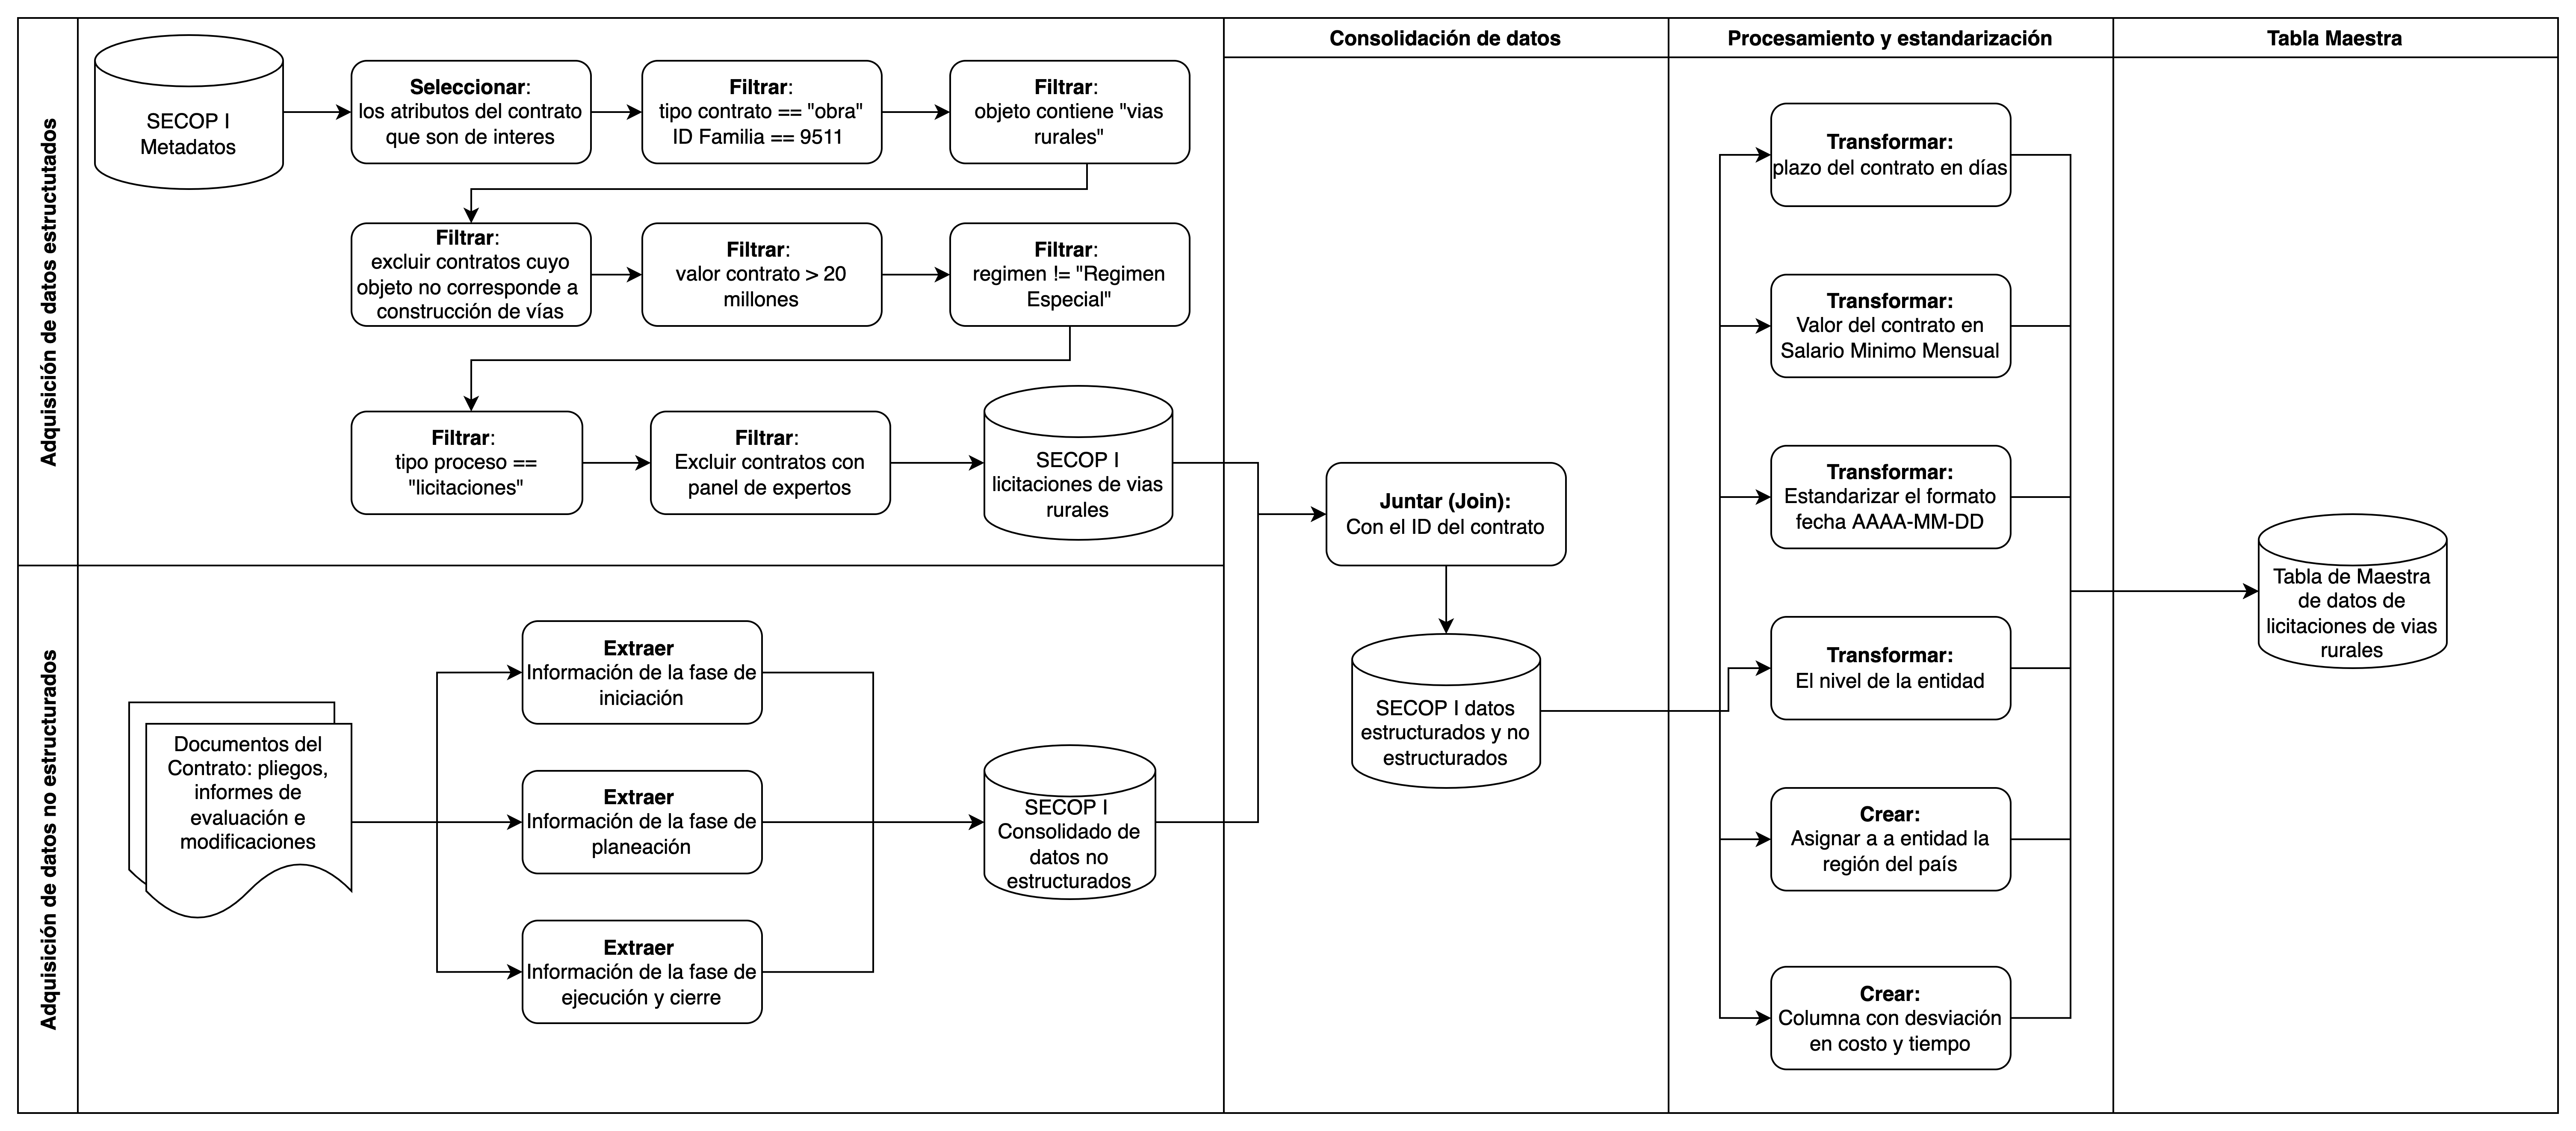 Adquisición de datos estructutados
SECOP I
Metadatos
Seleccionar:
los atributos del contrato
que son de interes
Filtrar:
tipo contrato == "obra"
ID Familia == 9511
Filtrar:
objeto contiene "vias
rurales"
Filtrar:
excluir contratos cuyo
objeto no corresponde a
construcción de vías
Filtrar:
valor contrato > 20
millones
Filtrar:
regimen != "Regimen
Especial"
Filtrar:
tipo proceso ==
"licitaciones"
Filtrar:
Excluir contratos con
panel de expertos
SECOP I
licitaciones de vias
rurales
Adquisición de datos no estructurados
Documentos del
Contrato: pliegos,
informes de
evaluación e
modificaciones
Extraer
Información de la fase de
iniciación
Extraer
Información de la fase de
planeación
Extraer
Información de la fase de
ejecución y cierre
SECOP I
Consolidado de
datos no
estructurados
Consolidación de datos
Juntar (Join):
Con el ID del contrato
SECOP I datos
estructurados y no
estructurados
Procesamiento y estandarización
Transformar:
plazo del contrato en días
Transformar:
Valor del contrato en
Salario Minimo Mensual
Transformar:
Estandarizar el formato
fecha AAAA-MM-DD
Transformar:
El nivel de la entidad
Crear:
Asignar a a entidad la
región del país
Crear:
Columna con desviación
en costo y tiempo
Tabla Maestra
Tabla de Maestra
de datos de
licitaciones de vias
rurales